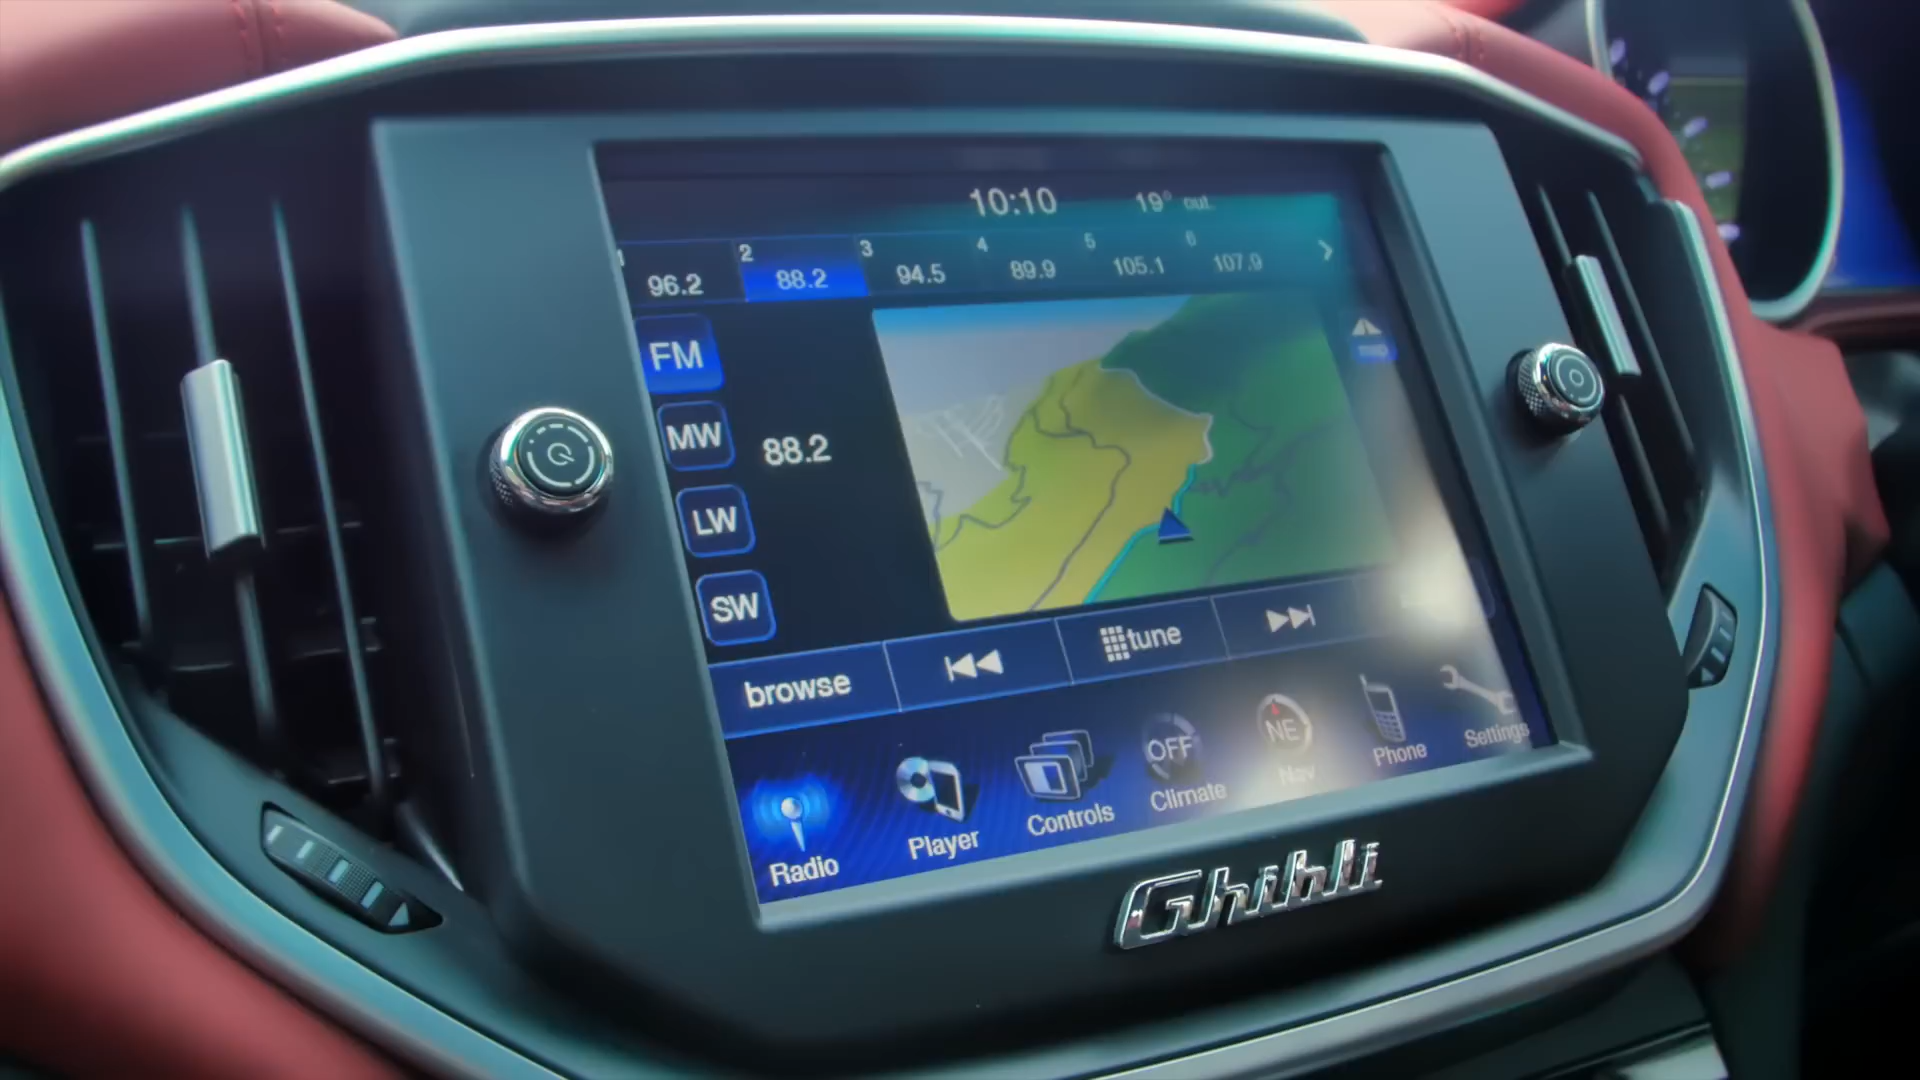 10:10 19° out.
1 2 3 4 5 6
96.2 88.2 94.5 89.9 105.1 107.9
FM
map
MW
88.2
LW
SW
browse tune
OFF NE
Radio Player Controls Climate Nav Phone Settings
Ghibli